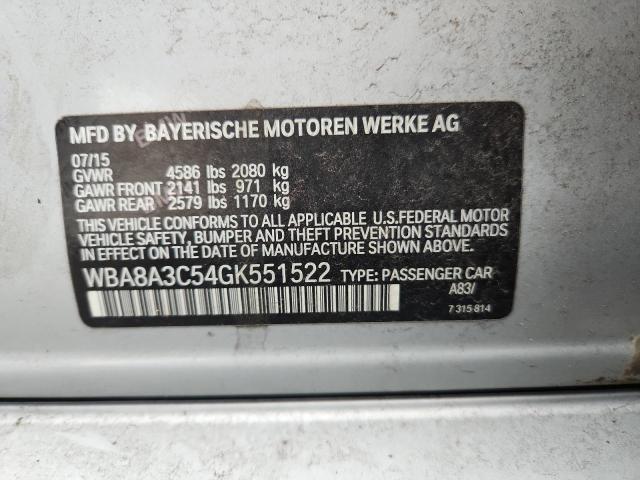 MFD BY BAYERISCHE MOTOREN WERKE AG
07/15
GVWR 4586 lbs 2080 kg
GAWR FRONT 2141 lbs 971 kg
GAWR REAR 2579 lbs 1170 kg
THIS VEHICLE CONFORMS TO ALL APPLICABLE U.S.FEDERAL MOTOR
VEHICLE SAFETY, BUMPER AND THEFT PREVENTION STANDARDS
IN EFFECT ON THE DATE OF MANUFACTURE SHOWN ABOVE.
WBA8A3C54GK551522 TYPE: PASSENGER CAR
A83/
7 315 814